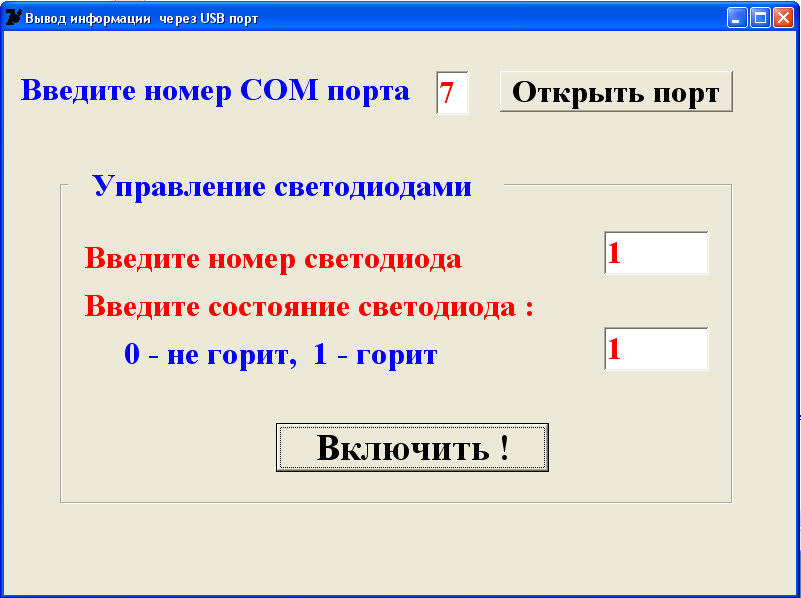 Вывод информации через USB порт
Введите номер COM порта 7 Открыть порт
Управление светодиодами
Введите номер светодиода 1
Введите состояние светодиода :
0 - не горит, 1 - горит 1
Включить !